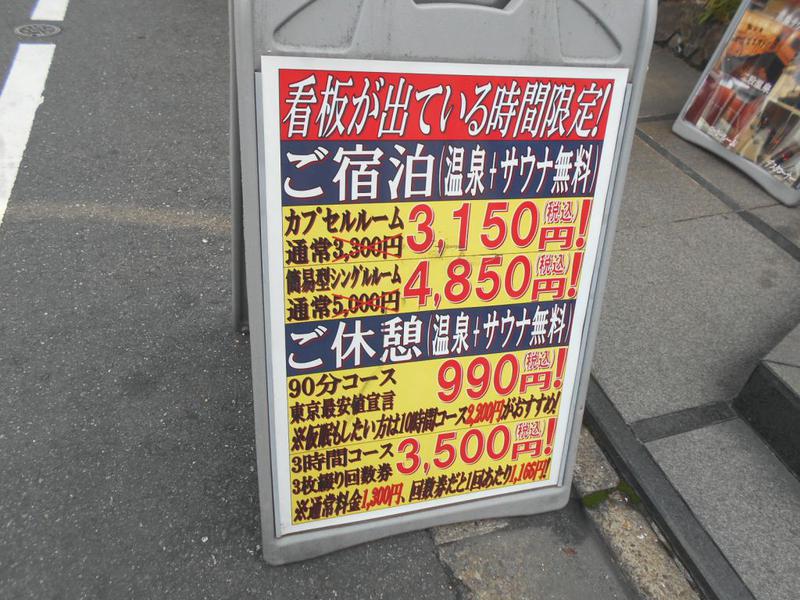 看板が出ている時間限定!
ご宿泊(温泉+サウナ無料)
カプセルルーム
通常3,300円
3,150円(税込)!
簡易型シングルルーム
通常5,000円
4,850円(税込)!
ご休憩(温泉+サウナ無料)
90分コース
東京最安値宣言
990円(税込)!
※仮眠もしたい方は10時間コース2,200円がおすすめ!
3時間コース
3枚綴り回数券
3,500円(税込)!
※通常料金1,300円、回数券だと1回あたり1,166円!